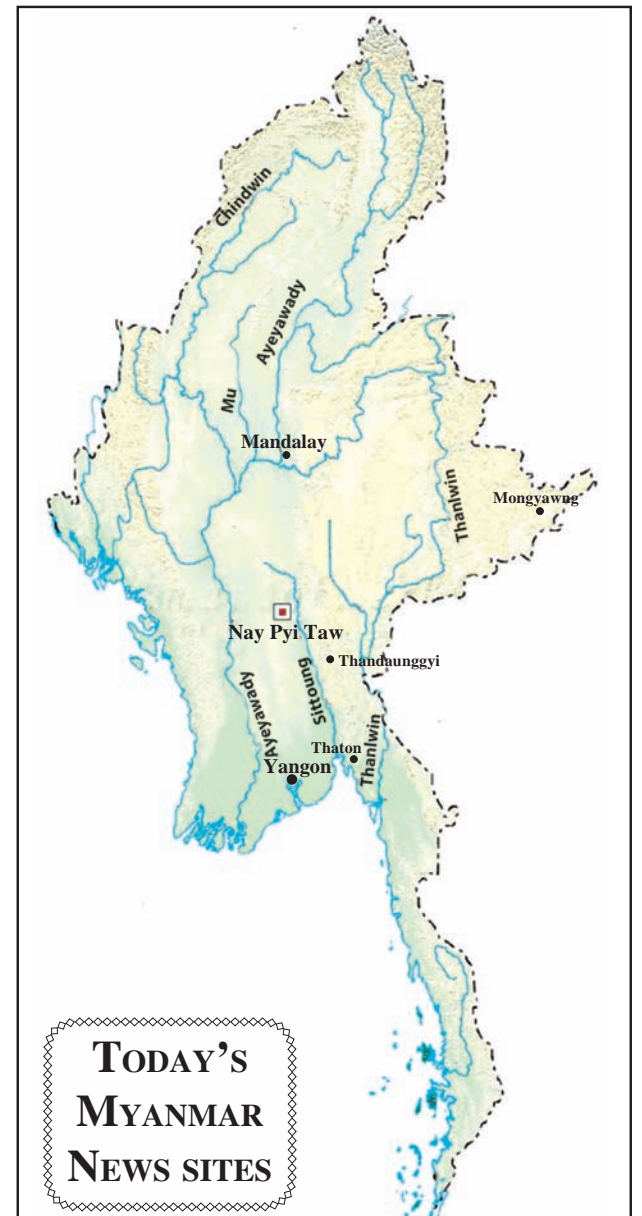 Chindwin
Ayeyawady
Mu
Mandalay
Thanlwin
Mongyawng
Nay Pyi Taw
Thandaunggyi
Sittoung
Ayeyawady
Thaton
Thanlwin
Yangon
TODAY'S
MYANMAR
NEWS SITES